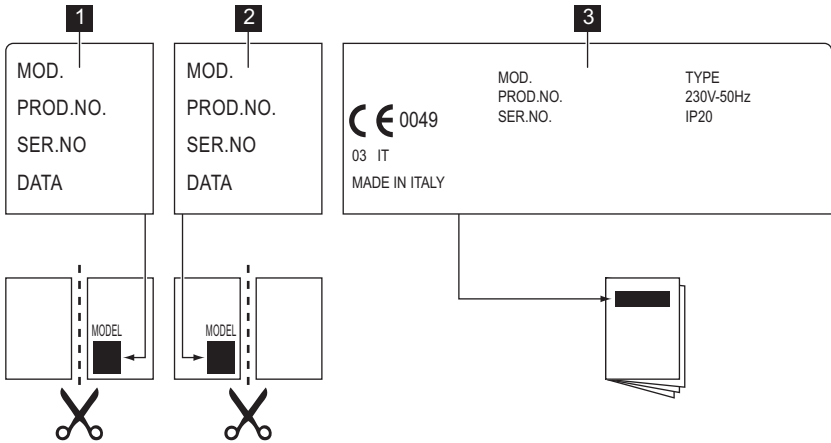 1
MOD.
PROD.NO.
SER.NO
DATA
MODEL
2
MOD.
PROD.NO.
SER.NO
DATA
MODEL
3
MOD.
PROD.NO.
SER.NO.
TYPE
230V-50Hz
IP20
CE 0049
03 IT
MADE IN ITALY